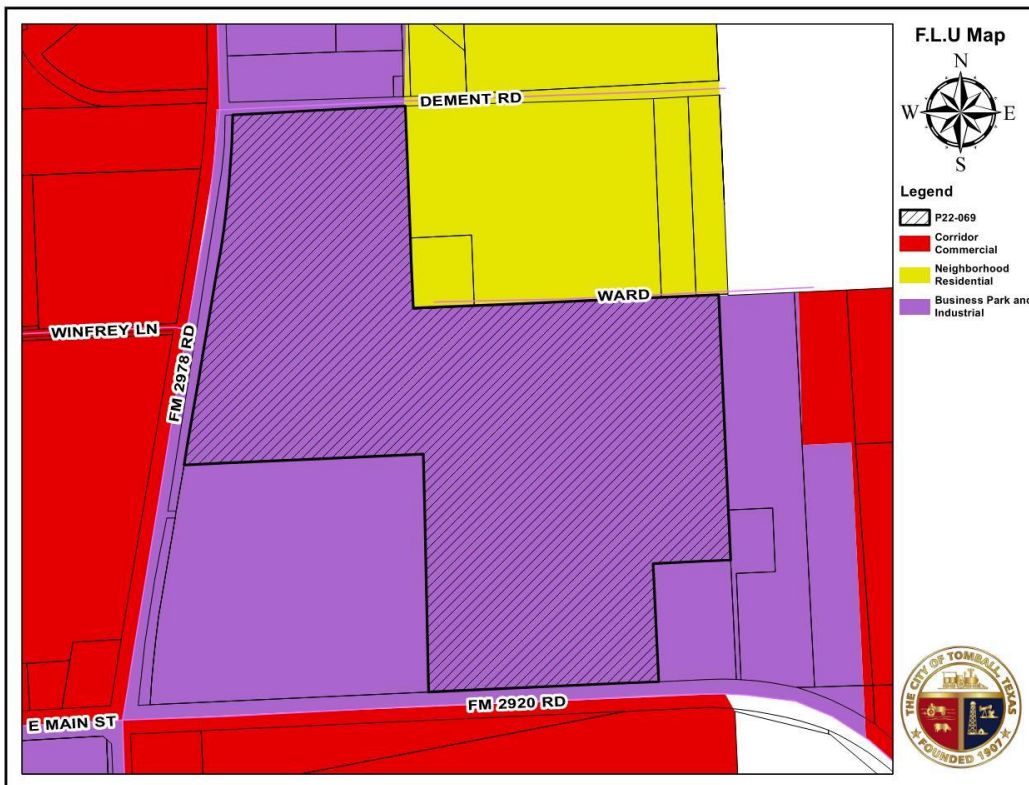 F.L.U Map
N
W E
S
Legend
P22-069
Corridor
Commercial
Neighborhood
Residential
Business Park and
Industrial
DEMENT RD
WARD
WINFREY LN
FM 2978 RD
FM 2920 RD
E MAIN ST
THE CITY OF TOMBALL, TEXAS
FOUNDED 1907